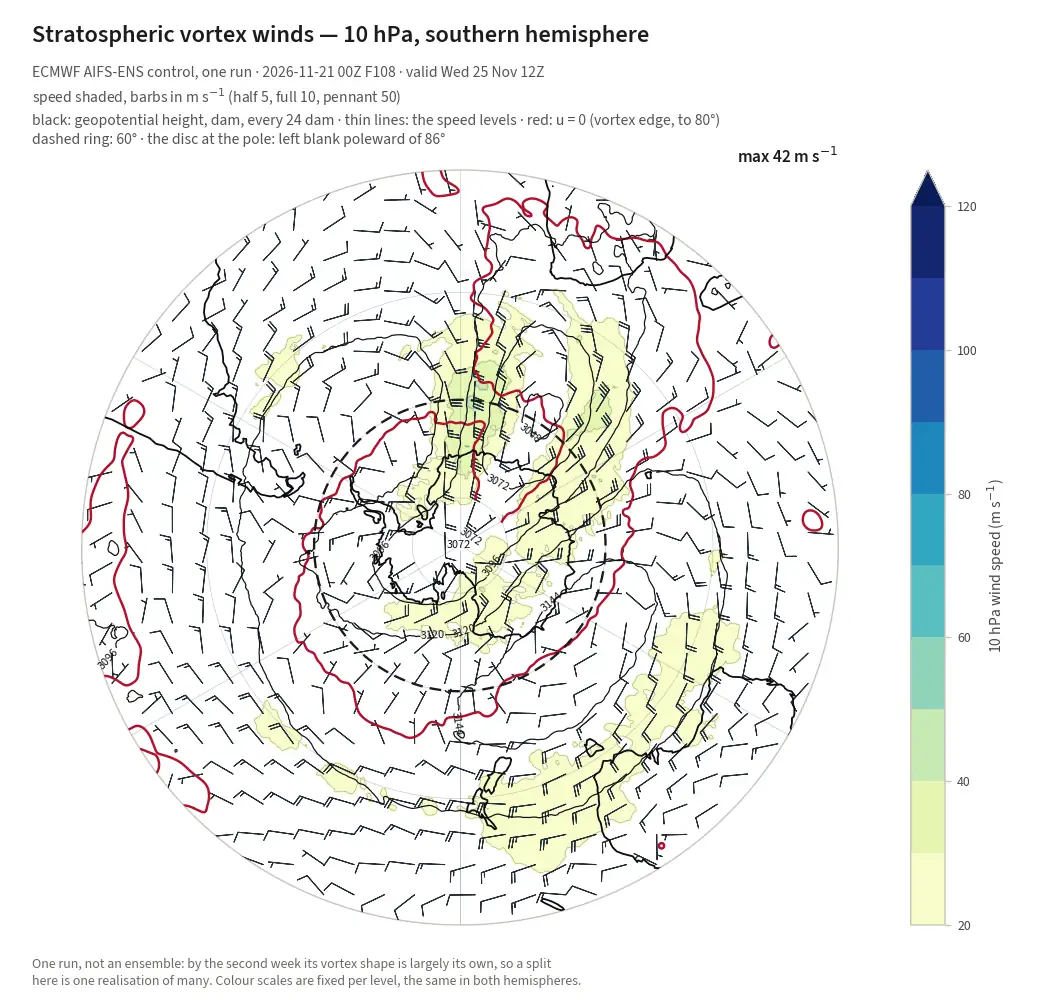 Stratospheric vortex winds — 10 hPa, southern hemisphere
ECMWF AIFS-ENS control, one run · 2026-11-21 00Z F108 · valid Wed 25 Nov 12Z
speed shaded, barbs in m s⁻¹ (half 5, full 10, pennant 50)
black: geopotential height, dam, every 24 dam · thin lines: the speed levels · red: u = 0 (vortex edge, to 80°)
dashed ring: 60° · the disc at the pole: left blank poleward of 86°
max 42 m s⁻¹
120
100
80
60
40
20
10 hPa wind speed (m s⁻¹)
3048
3072
3072
3072
3096
3096
3144
3120
3120
3096
3144
One run, not an ensemble: by the second week its vortex shape is largely its own, so a split
here is one realisation of many. Colour scales are fixed per level, the same in both hemispheres.